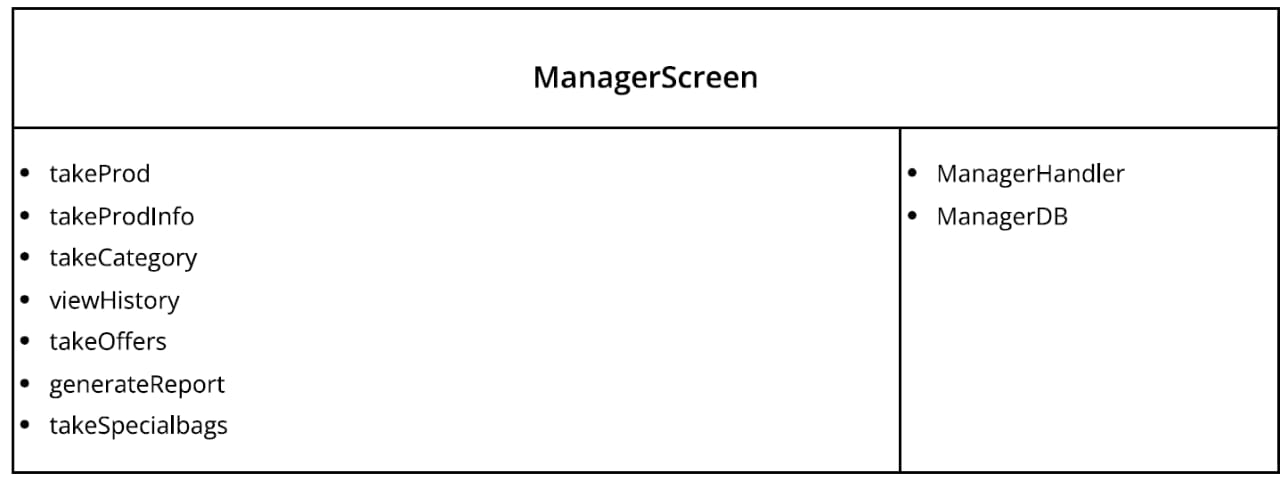 ManagerScreen
takeProd
takeProdInfo
takeCategory
viewHistory
takeOffers
generateReport
takeSpecialbags
ManagerHandler
ManagerDB